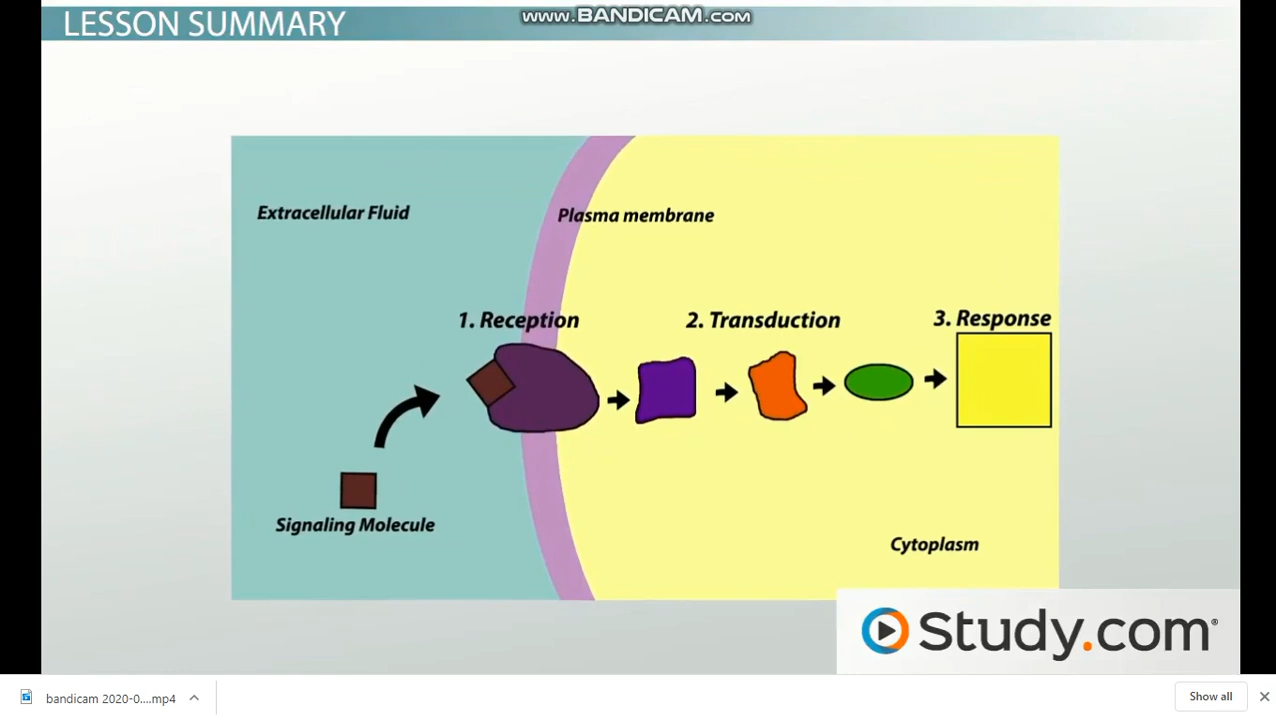 LESSON SUMMARY
WWW.BANDICAM.COM
Extracellular Fluid
Plasma membrane
1. Reception
2. Transduction
3. Response
Signaling Molecule
Cytoplasm
Study.com®
bandicam 2020-0....mp4
Show all